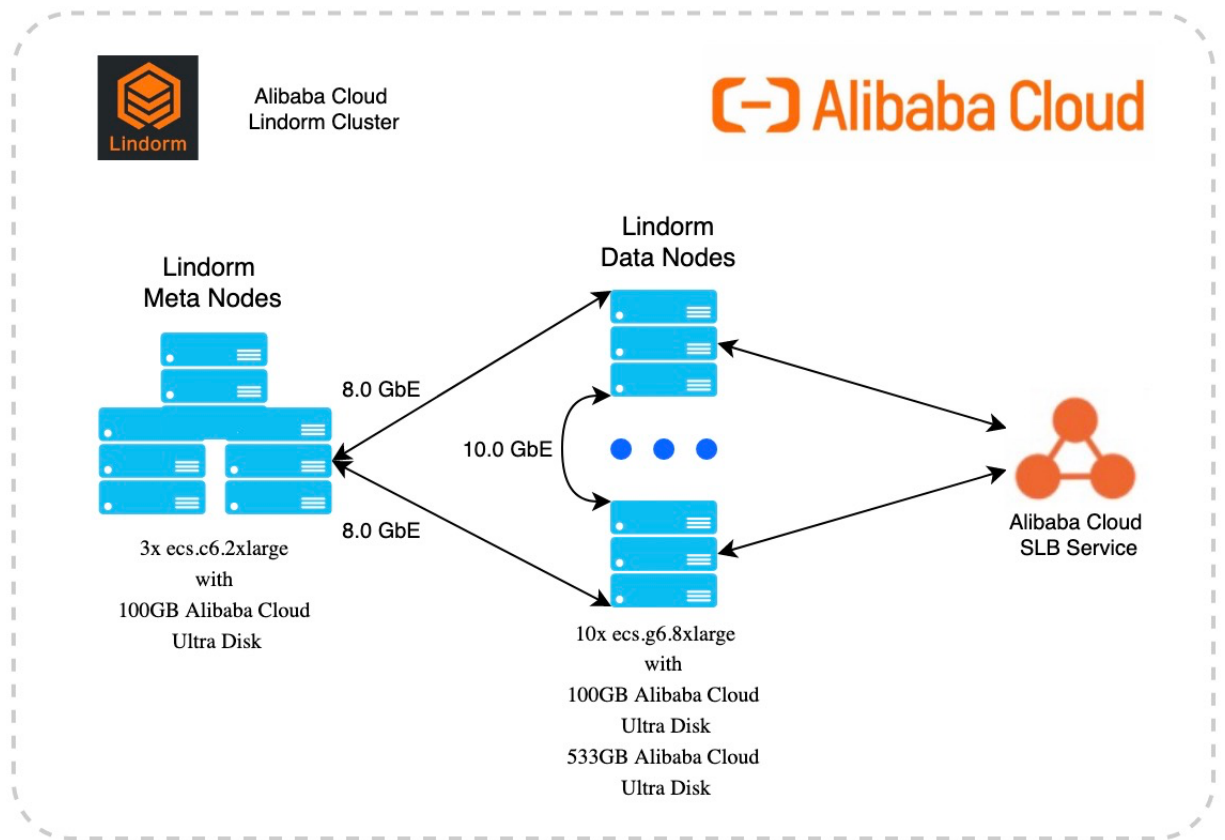 Lindorm
Alibaba Cloud
Lindorm Cluster
Alibaba Cloud
Lindorm
Meta Nodes
Lindorm
Data Nodes
8.0 GbE
10.0 GbE
8.0 GbE
3x ecs.c6.2xlarge
with
100GB Alibaba Cloud
Ultra Disk
10x ecs.g6.8xlarge
with
100GB Alibaba Cloud
Ultra Disk
533GB Alibaba Cloud
Ultra Disk
Alibaba Cloud
SLB Service